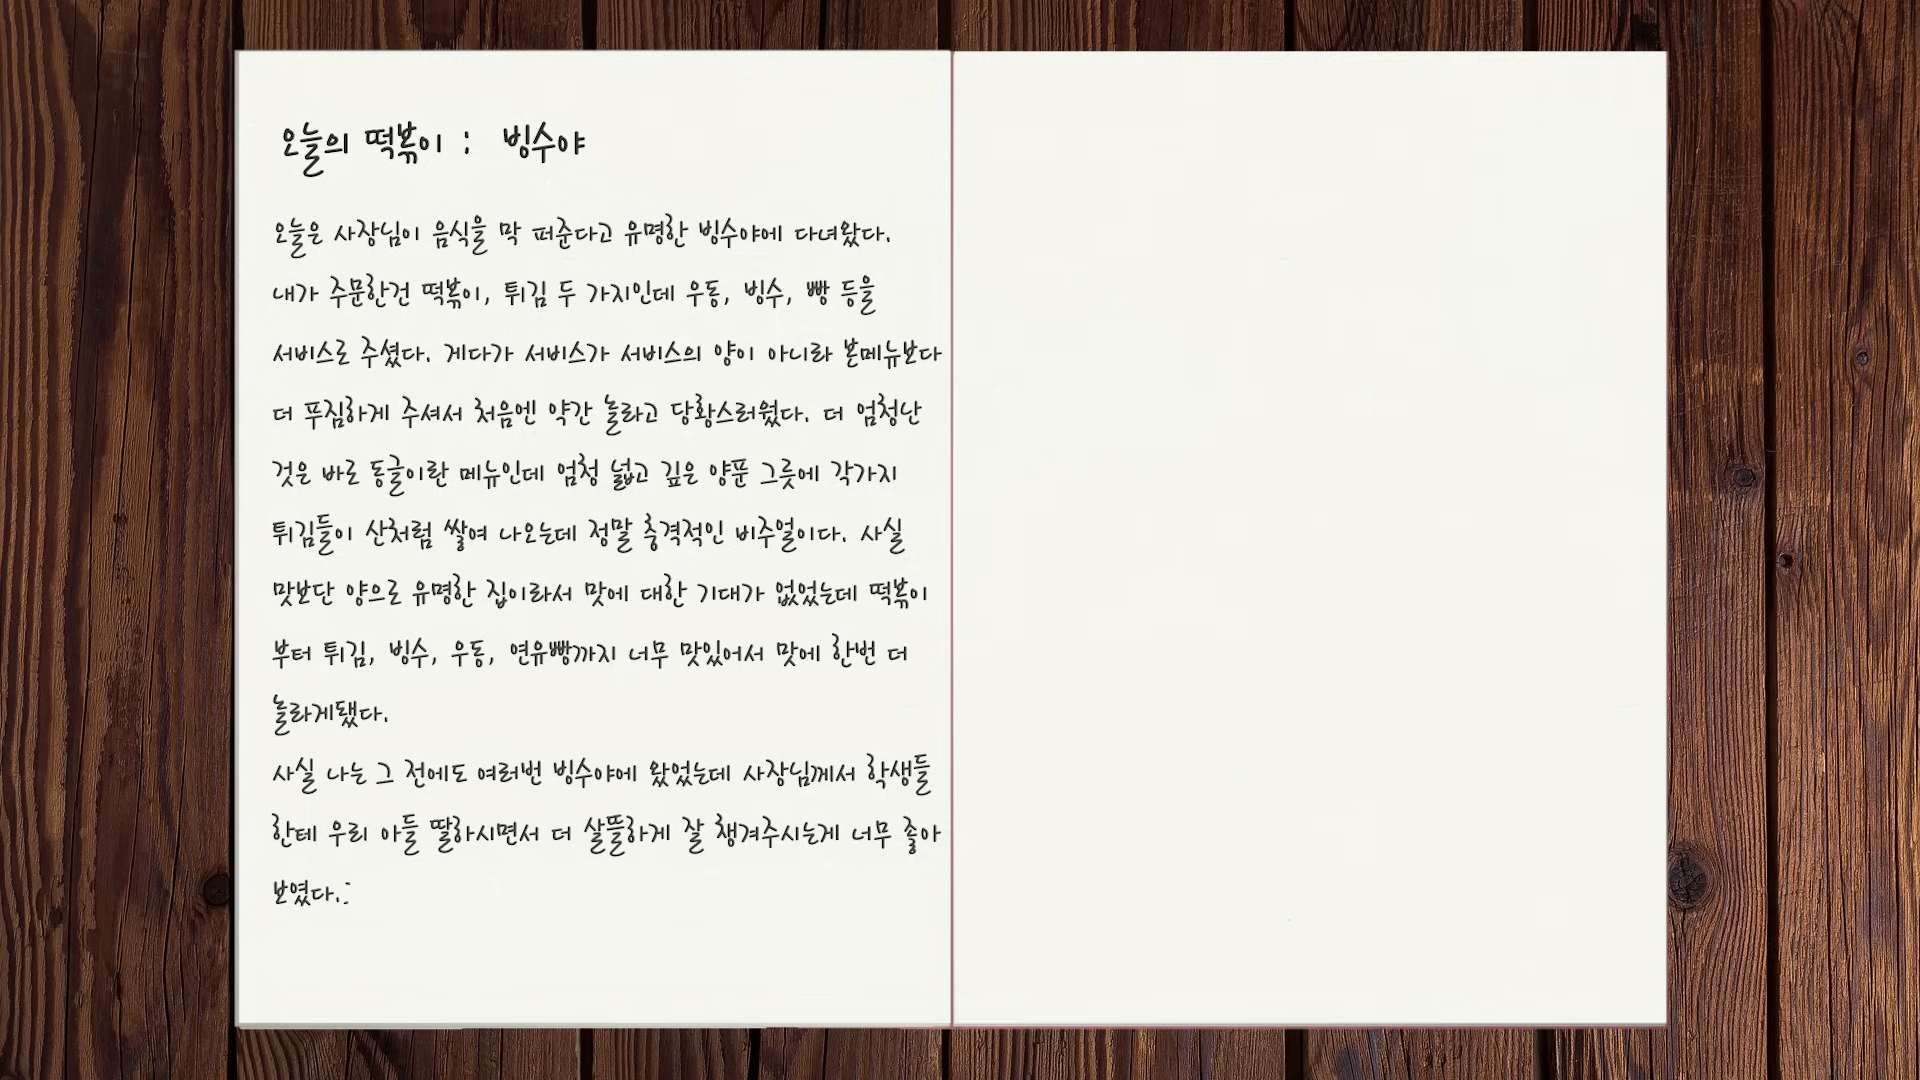 오늘의 떡볶이 : 빙수야
오늘은 사장님이 음식을 막 퍼준다고 유명한 빙수야에 다녀왔다.
내가 주문한건 떡볶이, 튀김 두 가지인데 우동, 빙수, 빵 등을
서비스로 주셨다. 게다가 서비스가 서비스의 양이 아니라 본메뉴보다
더 푸짐하게 주셔서 처음엔 약간 놀라고 당황스러웠다. 더 엄청난
것은 바로 동글이란 메뉴인데 엄청 넓고 깊은 양푼 그릇에 각가지
튀김들이 산처럼 쌓여 나오는데 정말 충격적인 비주얼이다. 사실
맛보단 양으로 유명한 집이라서 맛에 대한 기대가 없었는데 떡볶이
부터 튀김, 빙수, 우동, 연유빵까지 너무 맛있어서 맛에 한번 더
놀라게됐다.
사실 나는 그 전에도 여러번 빙수야에 왔었는데 사장님께서 학생들
한테 우리 아들 딸하시면서 더 살뜰하게 잘 챙겨주시는게 너무 좋아
보였다.